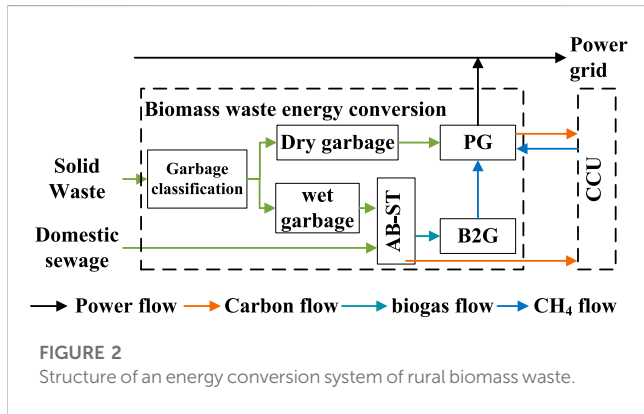 Power
grid
Biomass waste energy conversion
Dry garbage
PG
Solid
Waste
Garbage
classification
wet
garbage
AB-ST
B2G
CCU
Domestic
sewage
Power flow
Carbon flow
biogas flow
CH₄ flow
FIGURE 2
Structure of an energy conversion system of rural biomass waste.